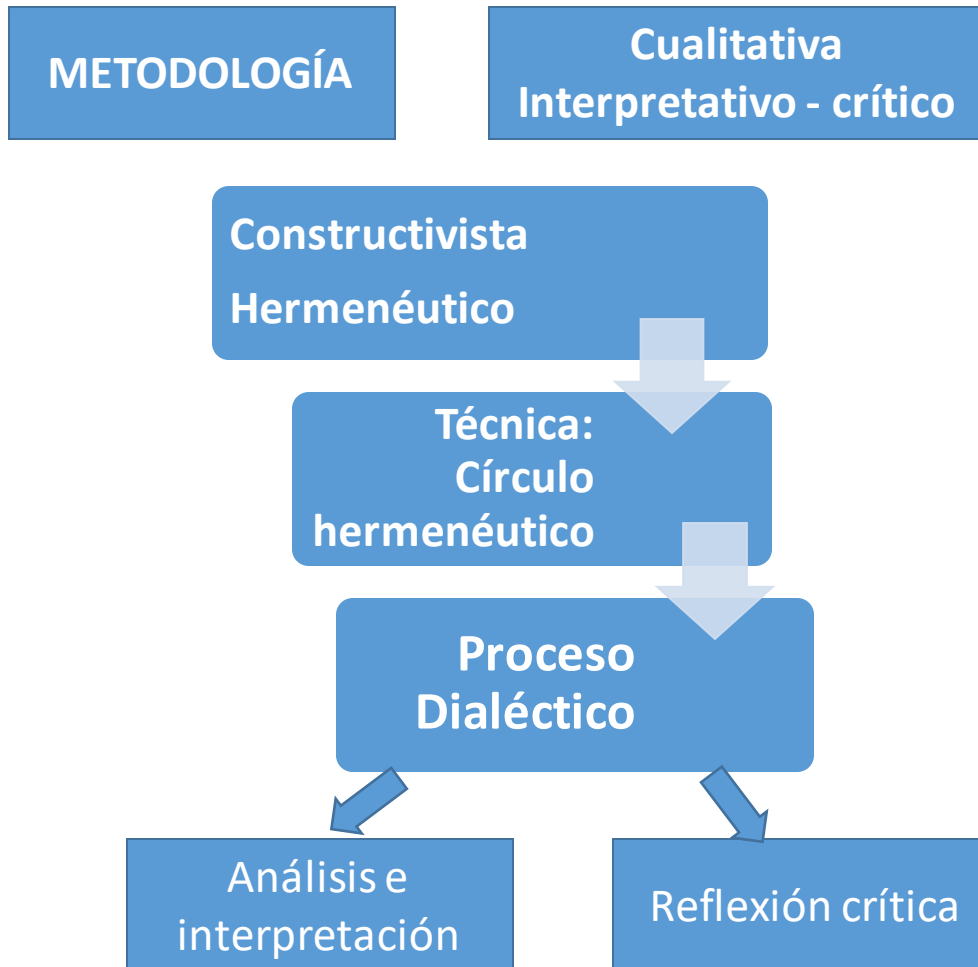 METODOLOGÍA
Cualitativa
Interpretativo - crítico
Constructivista
Hermenéutico
Técnica:
Círculo
hermenéutico
Proceso
Dialéctico
Análisis e
interpretación
Reflexión crítica